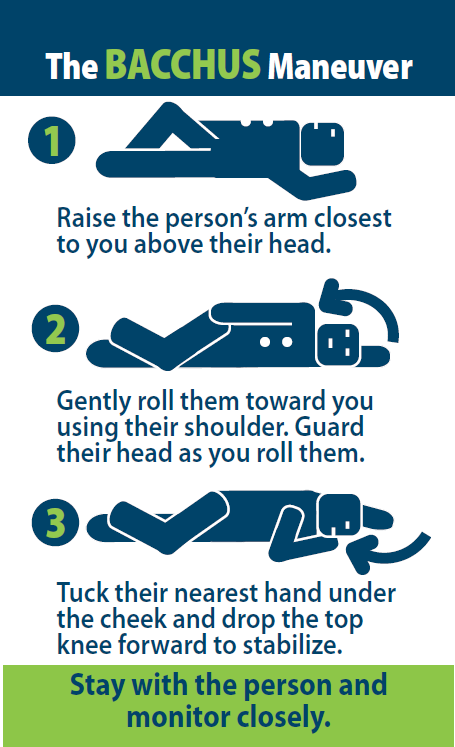 The BACCHUS Maneuver
1
Raise the person's arm closest
to you above their head.
2
Gently roll them toward you
using their shoulder. Guard
their head as you roll them.
3
Tuck their nearest hand under
the cheek and drop the top
knee forward to stabilize.
Stay with the person and
monitor closely.